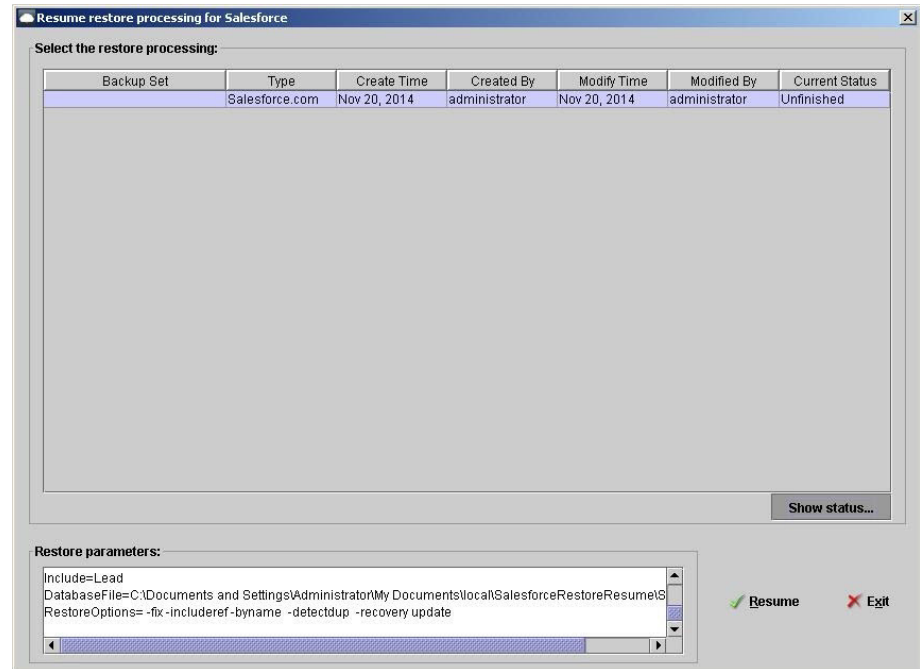 Resume restore processing for Salesforce
Select the restore processing:
Backup Set Type Create Time Created By Modify Time Modified By Current Status
Salesforce.com Nov 20, 2014 administrator Nov 20, 2014 administrator Unfinished
Show status...
Restore parameters:
Include=Lead
DatabaseFile=C:\Documents and Settings\Administrator\My Documents\local\SalesforceRestoreResume\S
RestoreOptions= -fix -includeref -byname -detectdup -recovery update
Resume Exit